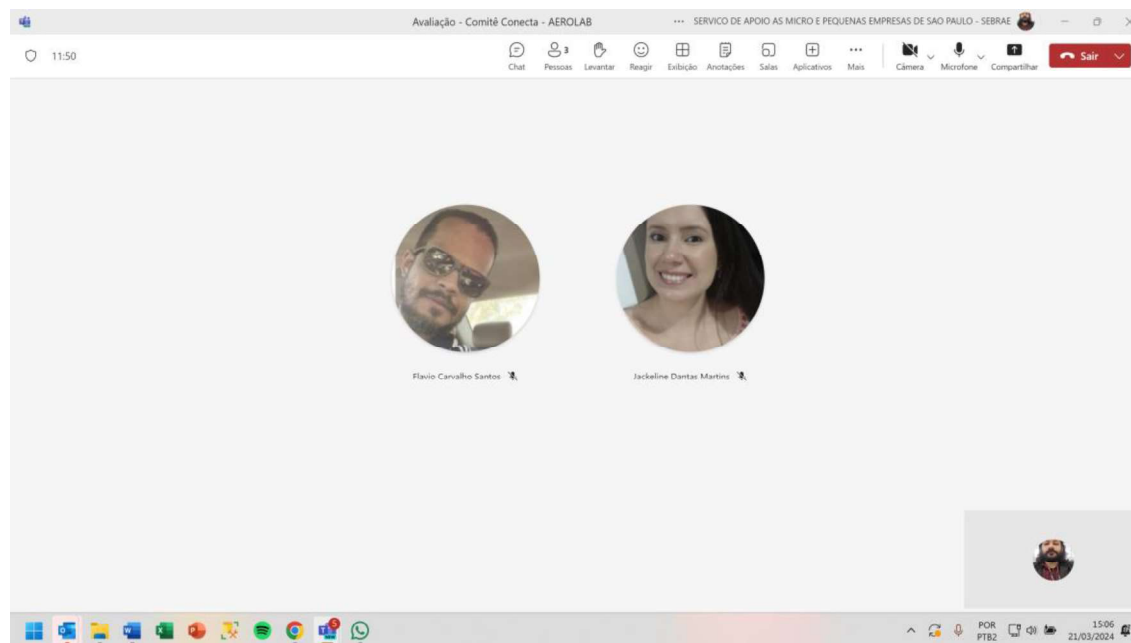 Avaliação - Comitê Conecta - AEROLAB
••• SERVICO DE APOIO AS MICRO E PEQUENAS EMPRESAS DE SAO PAULO - SEBRAE
11:50
3
Chat Pessoas Levantar Reagir Exibição Anotações Salas Aplicativos Mais Câmera Microfone Compartilhar Sair
Flavio Carvalho Santos Jackeline Dantas Martins
5
POR 15:06
PTB2 21/03/2024